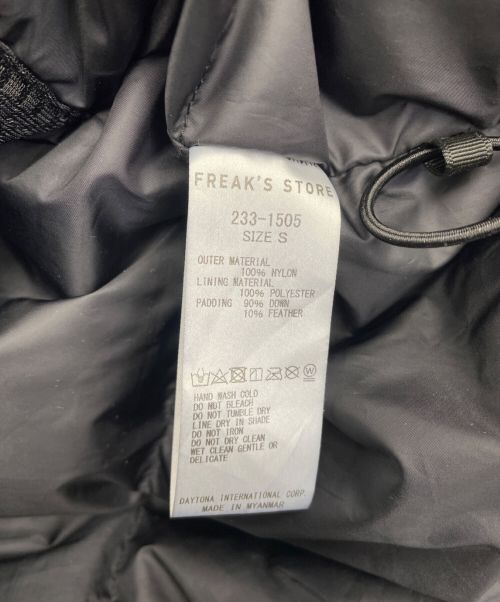 FREAK'S STORE
233-1505
SIZE S
OUTER MATERIAL
100% NYLON
LINING MATERIAL
100% POLYESTER
PADDING 90% DOWN
10% FEATHER
W
HAND WASH COLD
DO NOT BLEACH
DO NOT TUMBLE DRY
LINE DRY IN SHADE
DO NOT IRON
DO NOT DRY CLEAN
WET CLEAN GENTLE OR
DELICATE
DAYTONA INTERNATIONAL CORP.
MADE IN MYANMAR